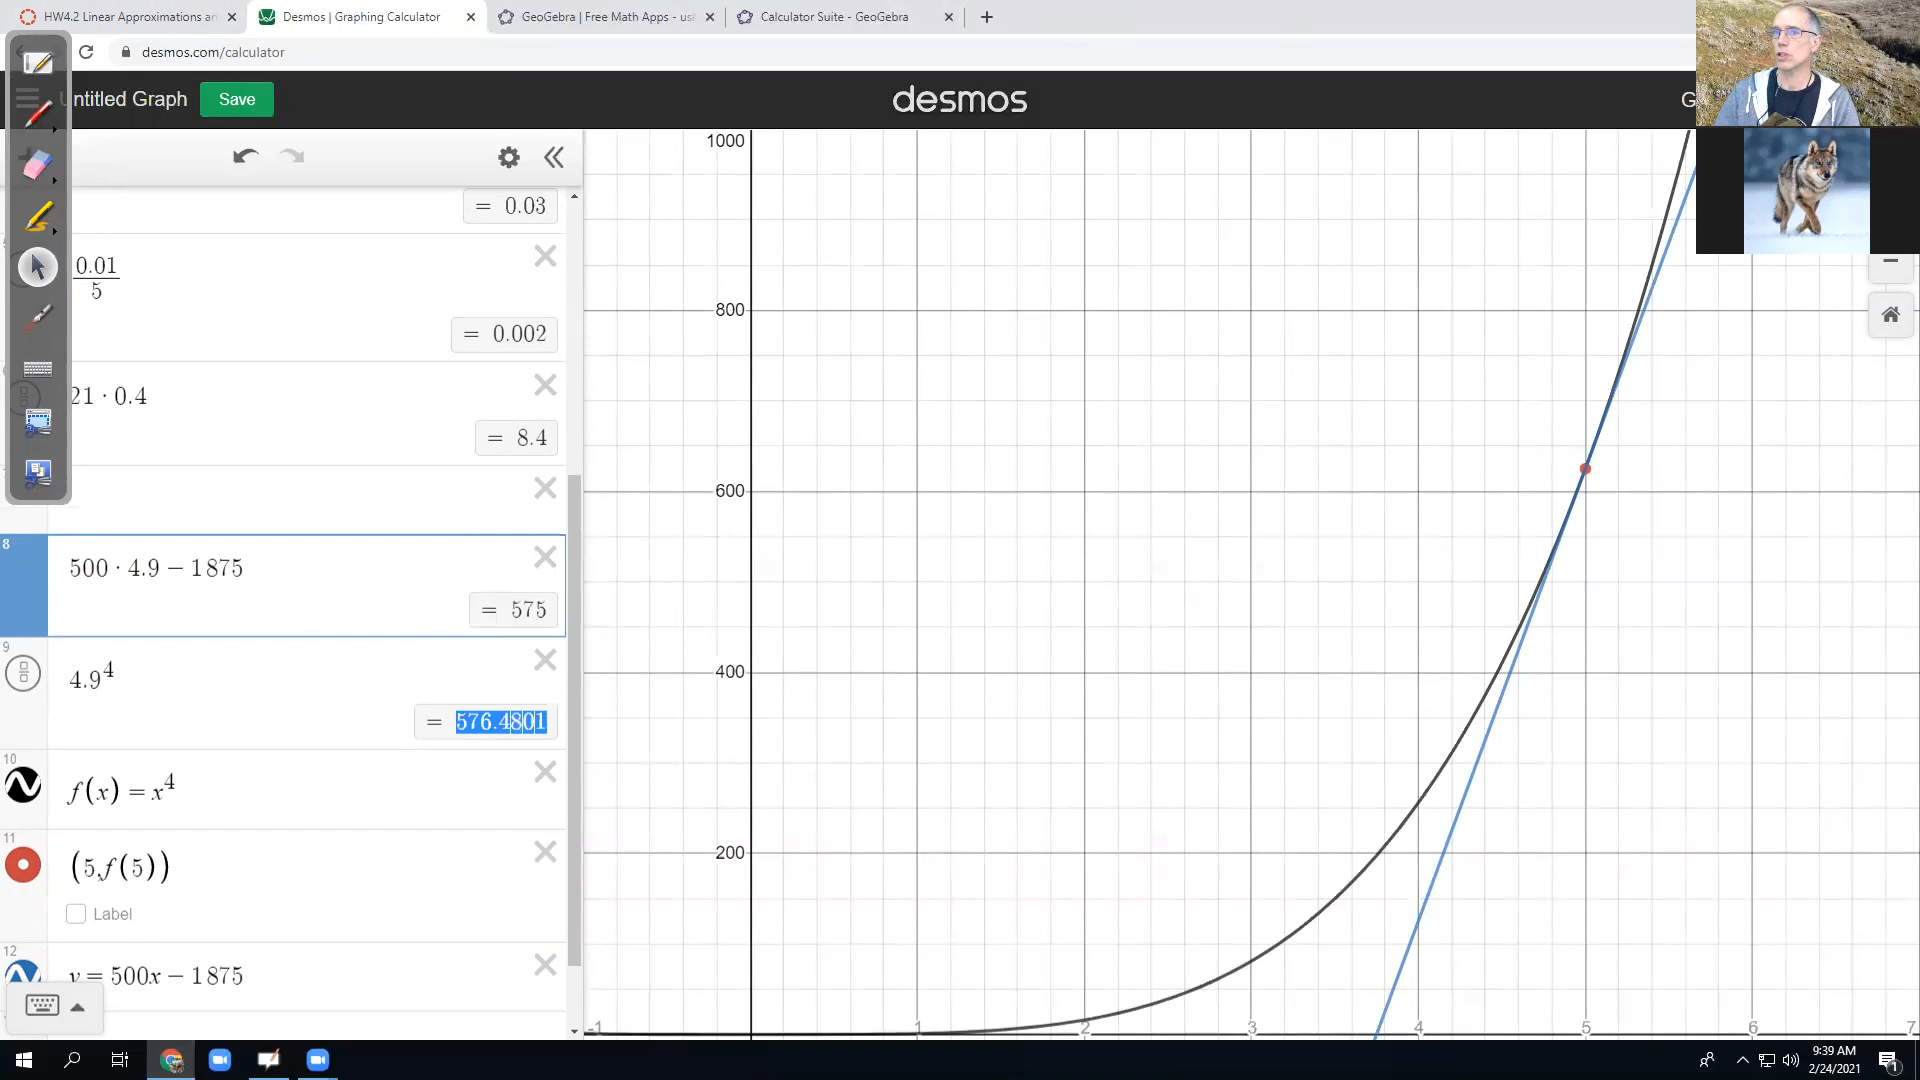 HW4.2 Linear Approximations an
Desmos | Graphing Calculator
GeoGebra | Free Math Apps - use
Calculator Suite - GeoGebra
desmos.com/calculator
ntitled Graph
Save
desmos
G
= 0.03
0.01
5
= 0.002
21 · 0.4
= 8.4
8
500 · 4.9 − 1875
= 575
9
4.9⁴
= 576.4801
10
f(x) = x⁴
11
(5,f(5))
Label
12
y = 500x − 1875
1000
800
600
400
200
-1
1
2
3
4
5
6
7
9:39 AM
2/24/2021
1